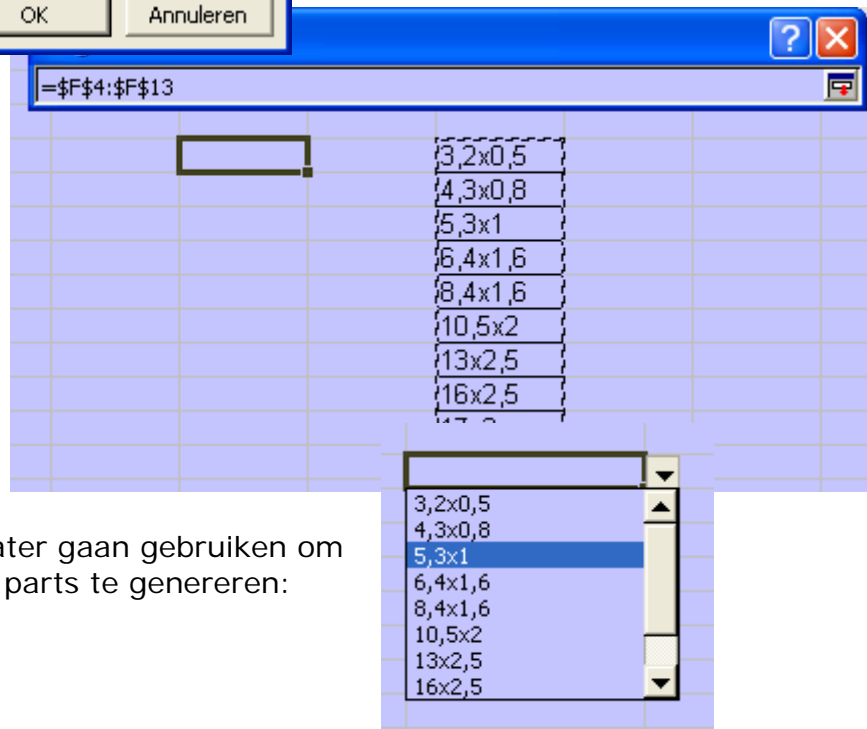 OK Annuleren
=$F$4:$F$13
3,2x0,5
4,3x0,8
5,3x1
6,4x1,6
8,4x1,6
10,5x2
13x2,5
16x2,5
3,2x0,5
4,3x0,8
5,3x1
6,4x1,6
8,4x1,6
10,5x2
13x2,5
16x2,5
ater gaan gebruiken om
parts te genereren: